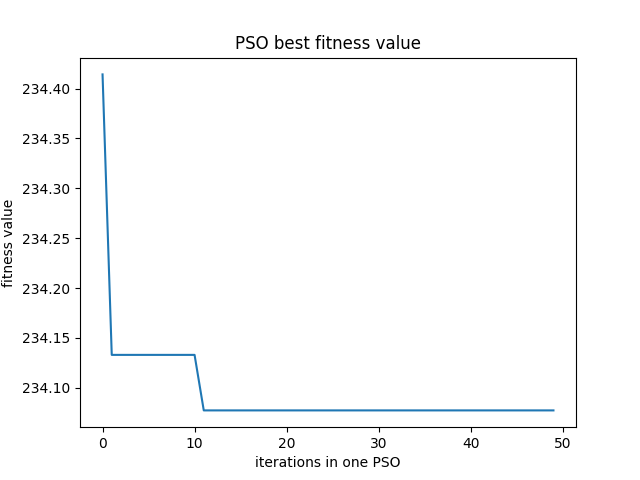 PSO best fitness value
234.40
234.35
234.30
234.25
234.20
234.15
234.10
fitness value
0 10 20 30 40 50
iterations in one PSO